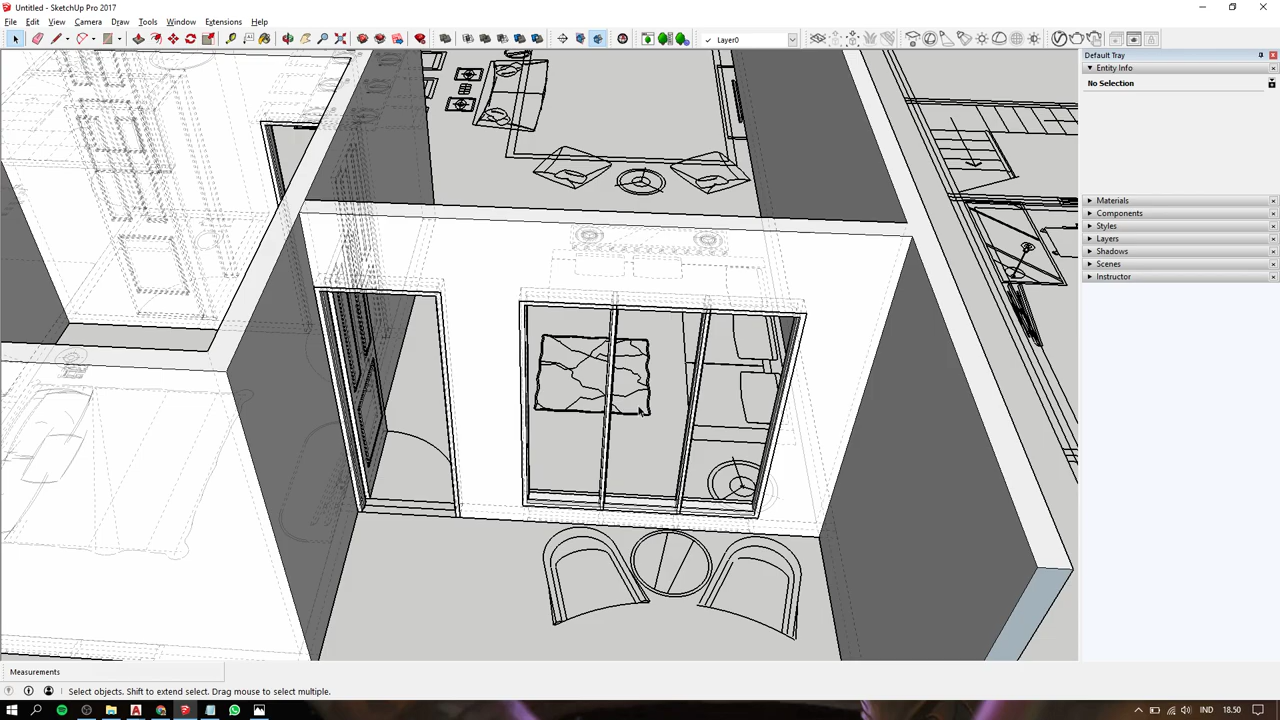 Untitled - SketchUp Pro 2017
File Edit View Camera Draw Tools Window Extensions Help
Layer0
Default Tray
Entity Info
No Selection
Materials
Components
Styles
Layers
Shadows
Scenes
Instructor
Measurements
Select objects. Shift to extend select. Drag mouse to select multiple.
IND 18.50